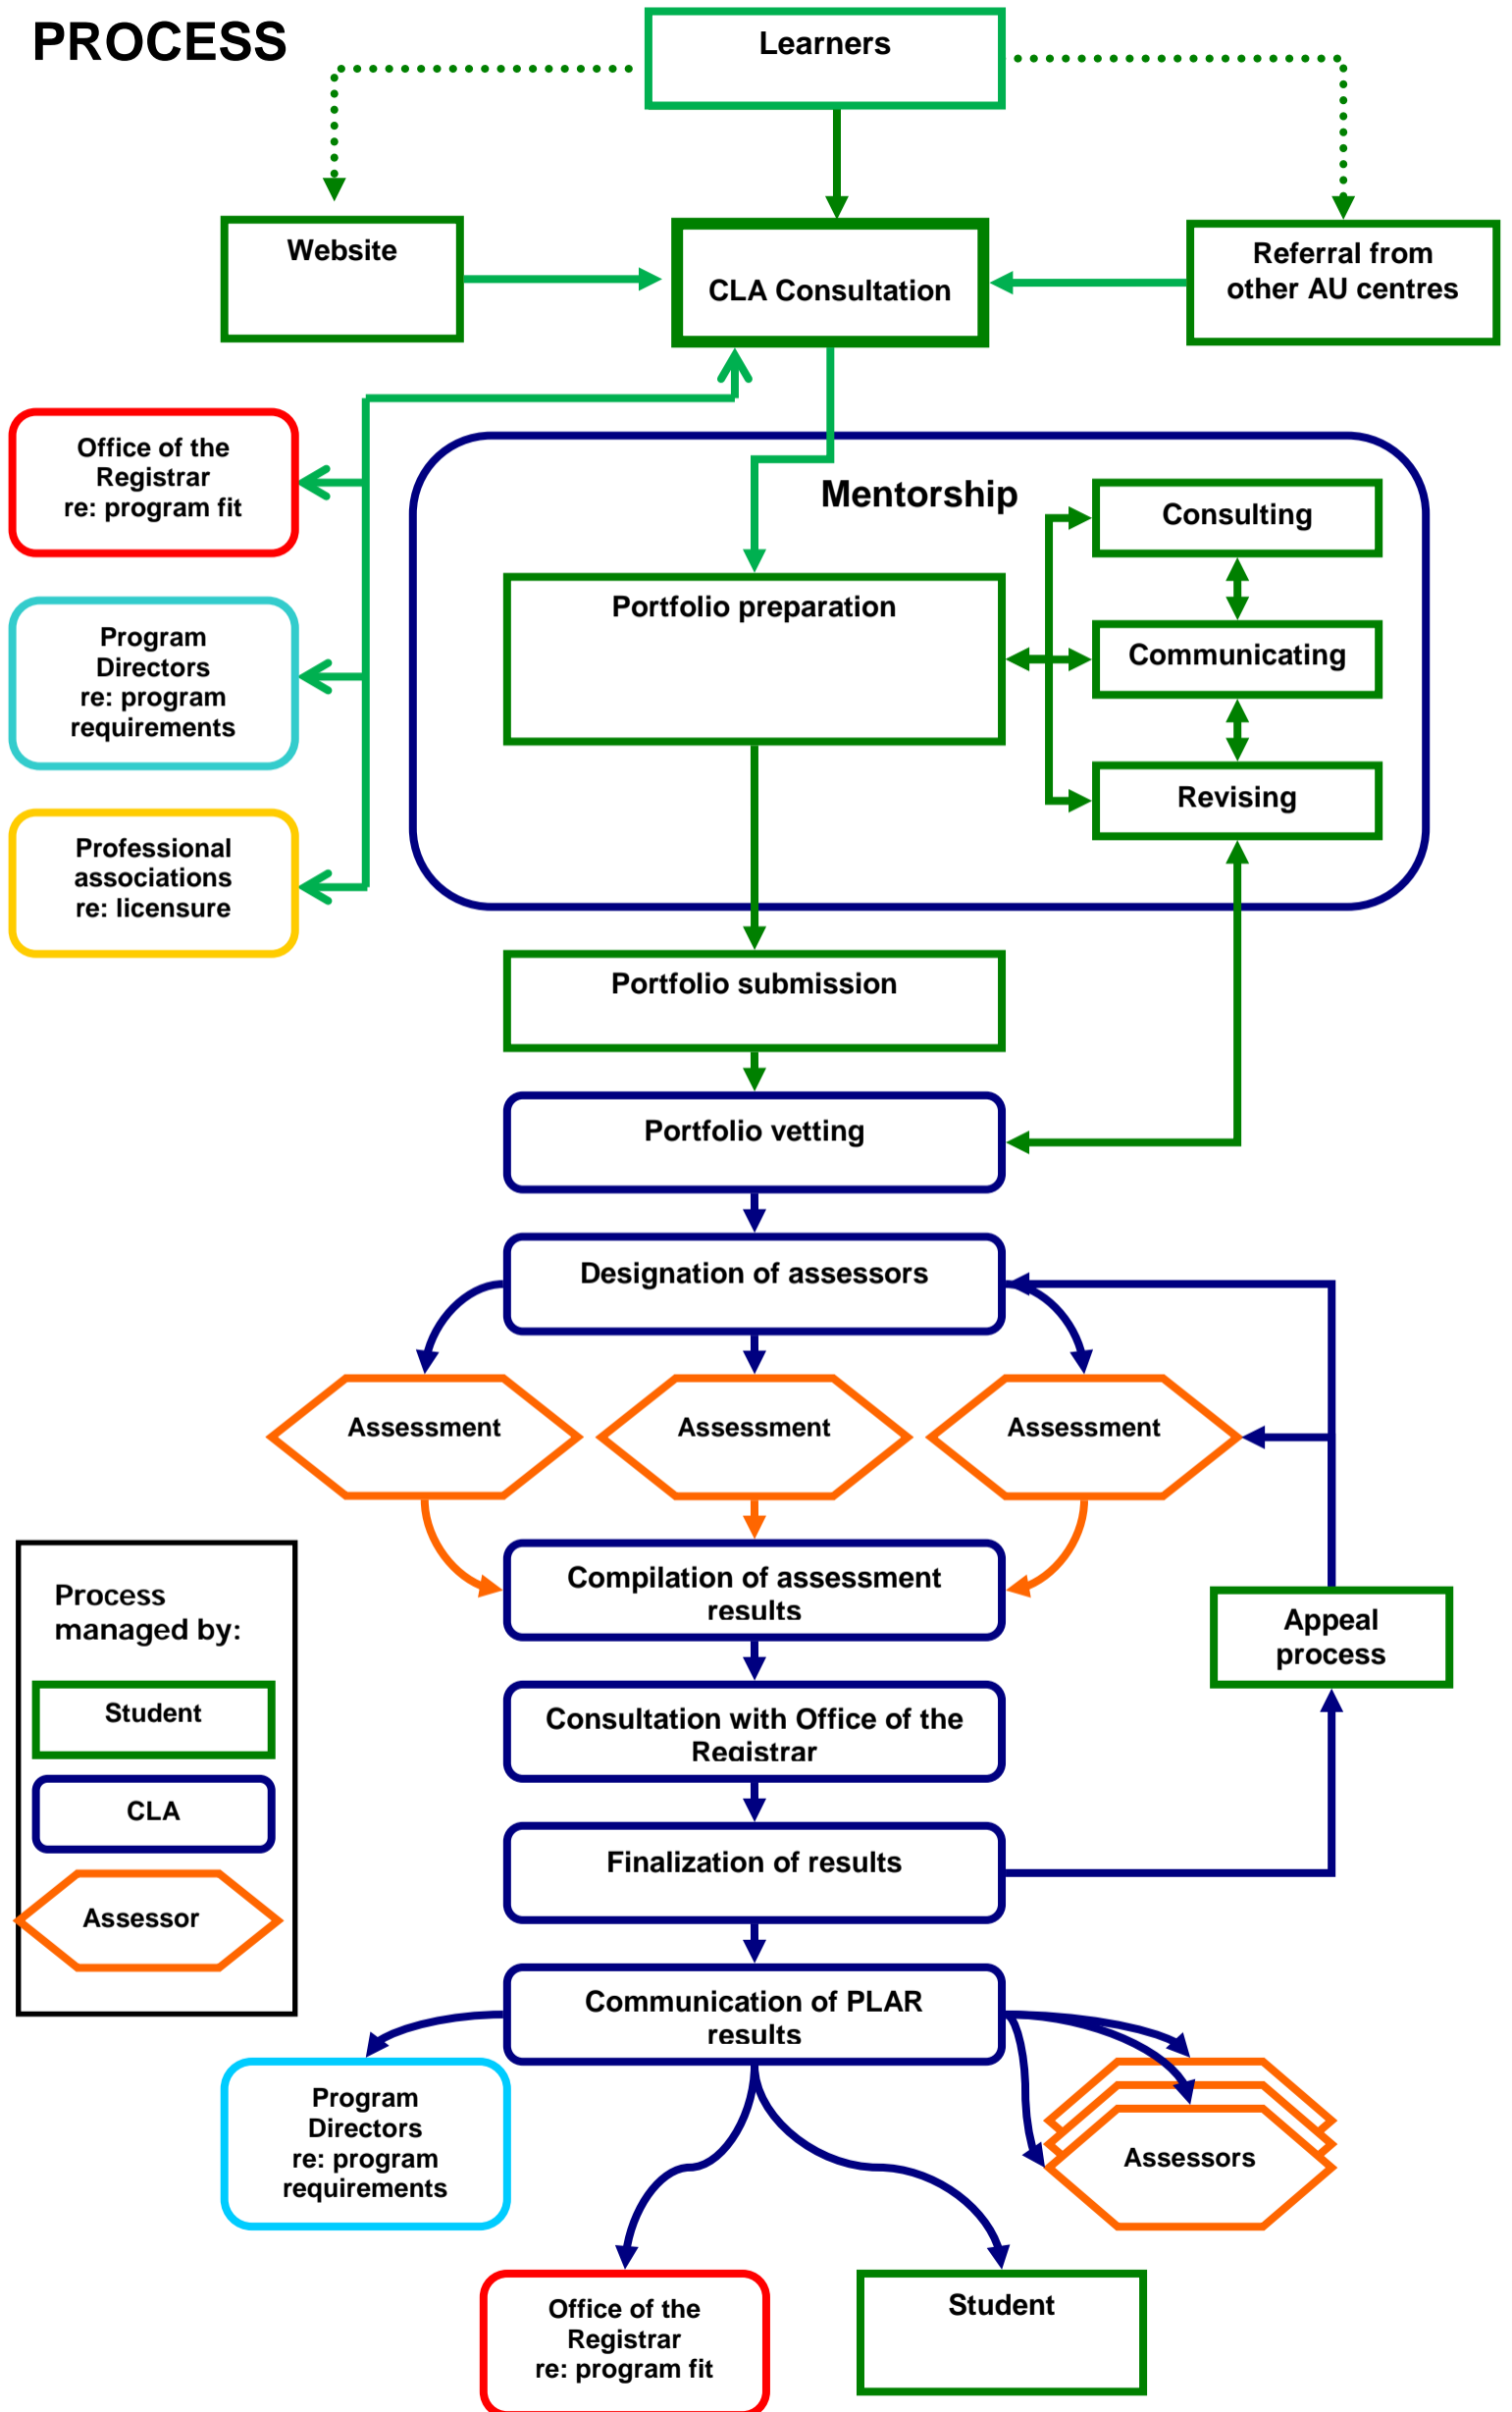 PROCESS
Learners
Website
CLA Consultation
Referral from
other AU centres
Office of the
Registrar
re: program fit
Mentorship
Consulting
Portfolio preparation
Communicating
Program
Directors
re: program
requirements
Revising
Professional
associations
re: licensure
Portfolio submission
Portfolio vetting
Designation of assessors
Assessment
Assessment
Assessment
Compilation of assessment
results
Process
managed by:
Appeal
process
Student
Consultation with Office of the
Registrar
CLA
Finalization of results
Assessor
Communication of PLAR
results
Program
Directors
re: program
requirements
Assessors
Office of the
Registrar
re: program fit
Student